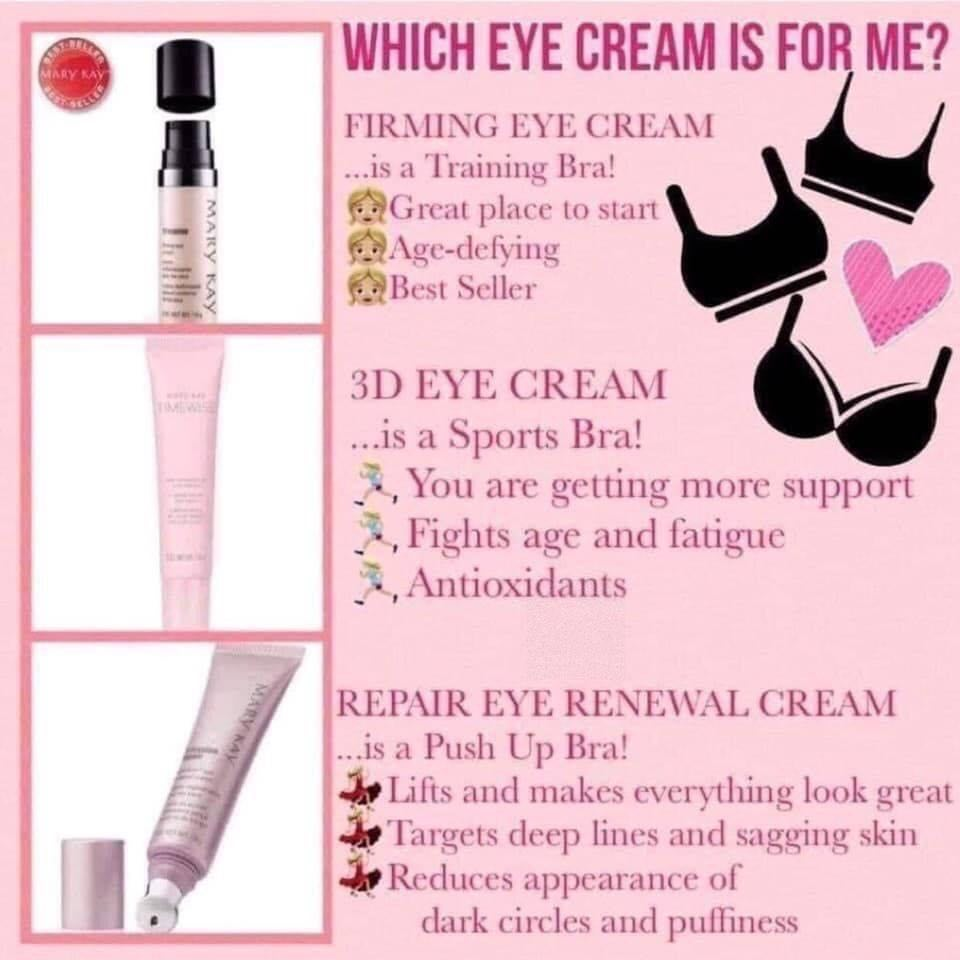 WHICH EYE CREAM IS FOR ME?
BEST-SELLER
MARY KAY
BEST-SELLER
MARY KAY
FIRMING EYE CREAM
...is a Training Bra!
Great place to start
Age-defying
Best Seller
MARY KAY
TIMEWISE
3D EYE CREAM
...is a Sports Bra!
You are getting more support
Fights age and fatigue
Antioxidants
MARY KAY
REPAIR EYE RENEWAL CREAM
...is a Push Up Bra!
Lifts and makes everything look great
Targets deep lines and sagging skin
Reduces appearance of
dark circles and puffiness